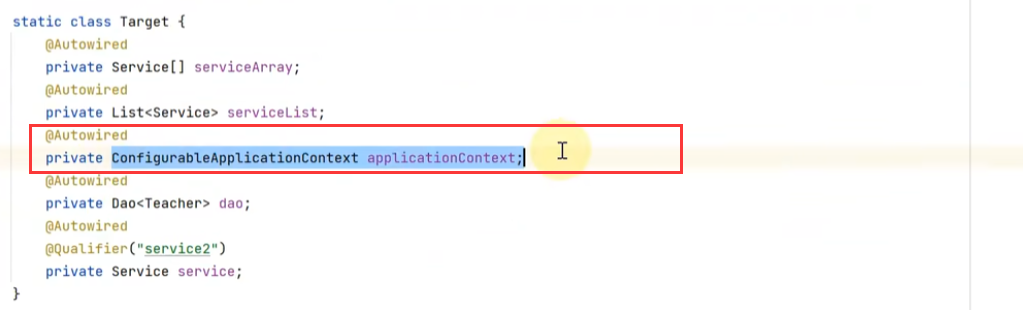 static class Target {
@Autowired
private Service[] serviceArray;
@Autowired
private List<Service> serviceList;
@Autowired
private ConfigurableApplicationContext applicationContext;
@Autowired
private Dao<Teacher> dao;
@Autowired
@Qualifier("service2")
private Service service;
}